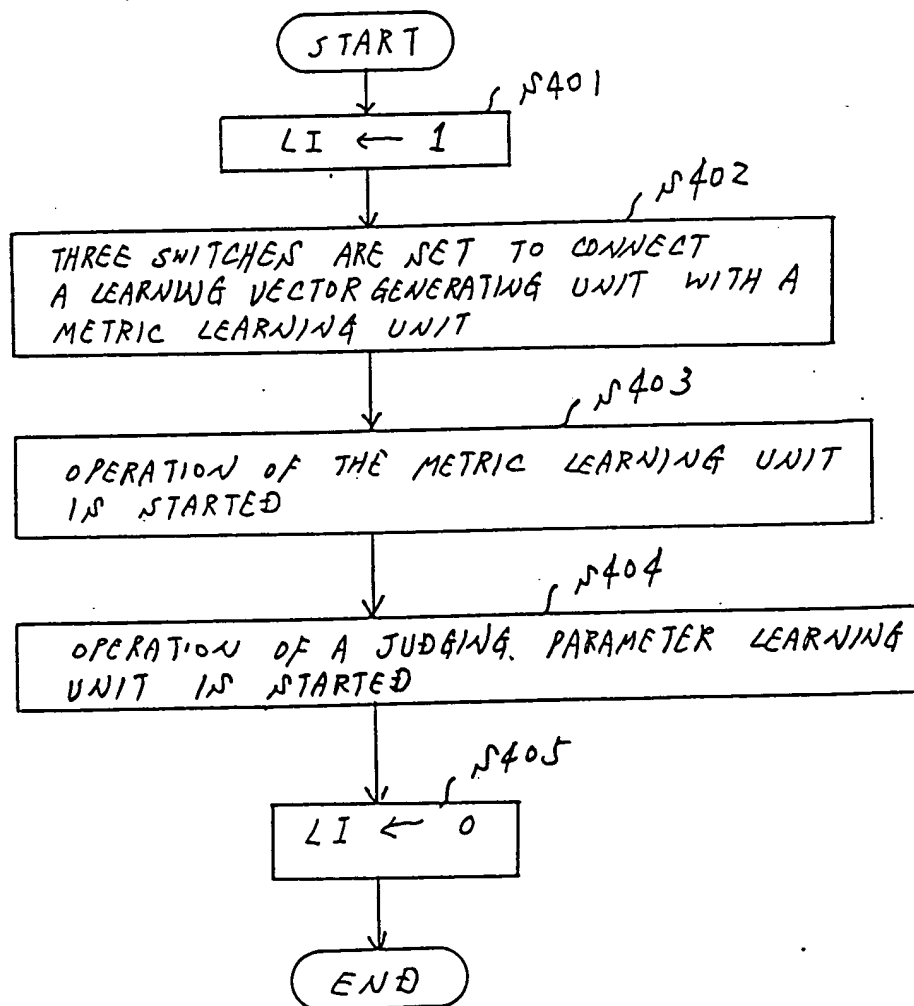 START
S401
LI ← 1
S402
THREE SWITCHES ARE SET TO CONNECT
A LEARNING VECTOR GENERATING UNIT WITH A
METRIC LEARNING UNIT
S403
OPERATION OF THE METRIC LEARNING UNIT
IS STARTED
S404
OPERATION OF A JUDGING. PARAMETER LEARNING
UNIT IS STARTED
S405
LI ← 0
END